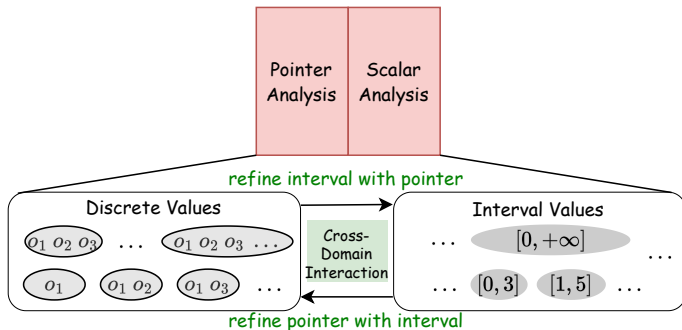 Pointer Analysis
Scalar Analysis
refine interval with pointer
Discrete Values
o₁ o₂ o₃ ... o₁ o₂ o₃ ...
o₁ o₁ o₂ o₁ o₃ ...
Cross-
Domain
Interaction
Interval Values
... [0, +∞] ...
... [0, 3] [1, 5] ...
refine pointer with interval